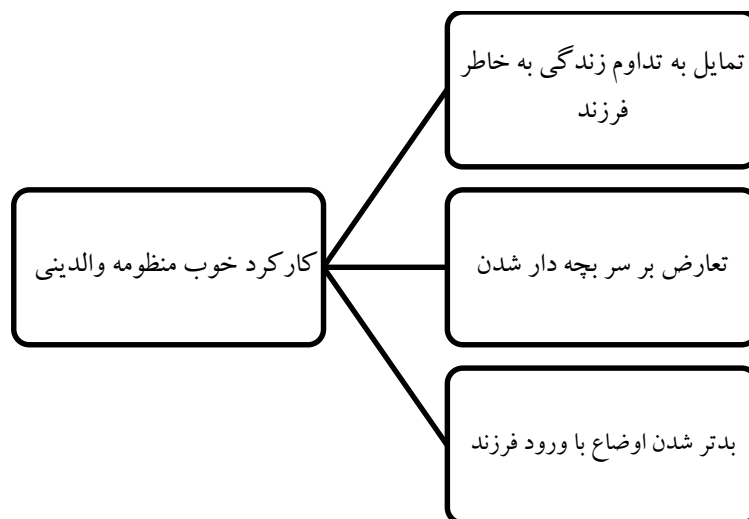 تمایل به تداوم زندگی به خاطر
فرزند
کارکرد خوب منظومه والدینی
تعارض بر سر بچه دار شدن
بدتر شدن اوضاع با ورود فرزند